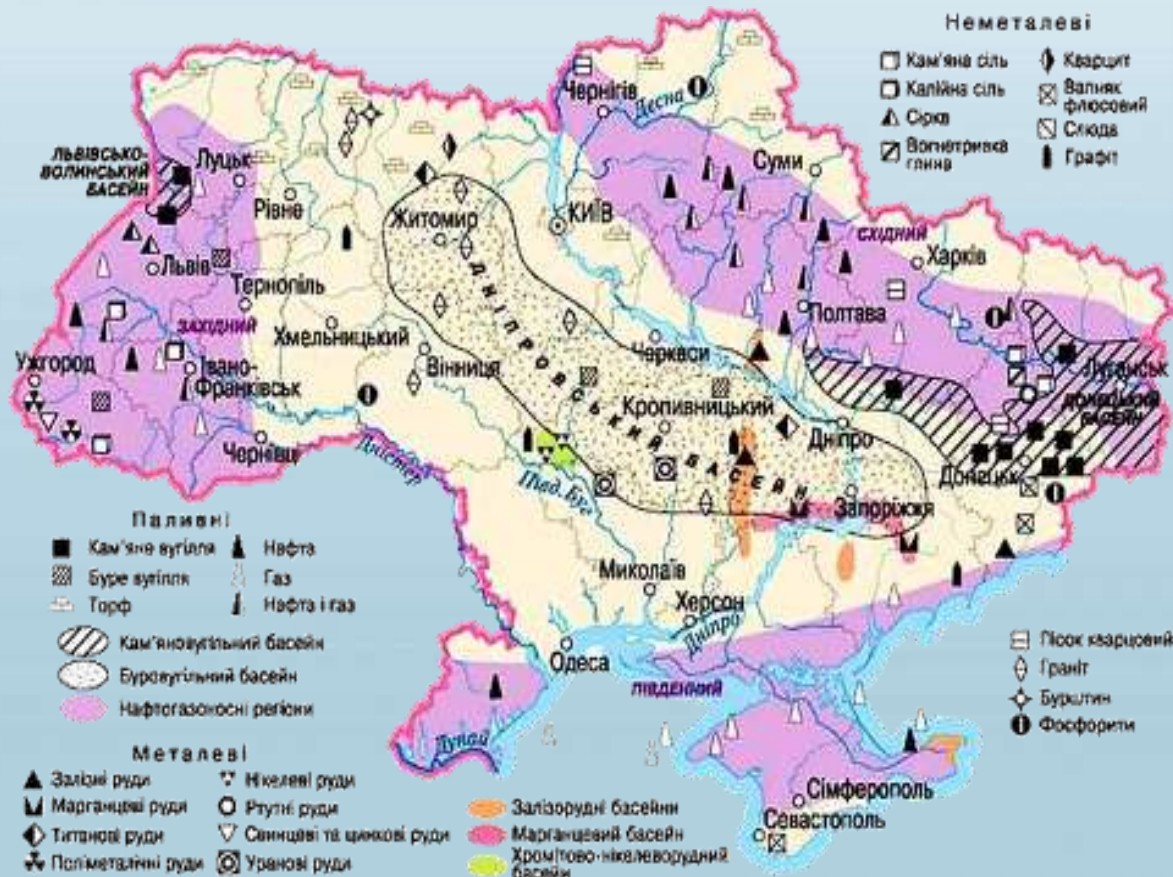 Неметалеві
Кам'яна сіль
Калійна сіль
Сірка
Вогнетривка
глина
Кварцит
Вапняк
флюсовий
Слюда
Графіт
ЛЬВІВСЬКО-
ВОЛИНСЬКИЙ
БАСЕЙН
Луцьк
Рівне
Житомир
КИЇВ
Чернігів
Десна
Суми
СХІДНИЙ
Харків
Львів
Тернопіль
ЗАХІДНИЙ
Хмельницький
Вінниця
ДНІПРОВСЬКИЙ БАСЕЙН
Черкаси
Полтава
Ужгород
Івано-
Франківськ
Чернівці
Дністер
Півд. Буг
Кропивницький
Дніпро
Луганськ
ДОНЕЦЬКИЙ
БАСЕЙН
Донецьк
Запоріжжя
Миколаїв
Херсон
Дніпро
Одеса
ПІВДЕННИЙ
Дунай
Сімферополь
Севастополь
Паливні
Кам'яне вугілля
Буре вугілля
Торф
Нафта
Газ
Нафта і газ
Кам'яновугільний басейн
Буровугільний басейн
Нафтогазоносні регіони
Металеві
Залізні руди
Марганцеві руди
Титанові руди
Поліметалічні руди
Нікелеві руди
Ртутні руди
Свинцеві та цинкові руди
Уранові руди
Залізорудні басейни
Марганцевий басейн
Хромітово-нікелеворудний
басейн
Пісок кварцовий
Граніт
Бурштин
Фосфорити